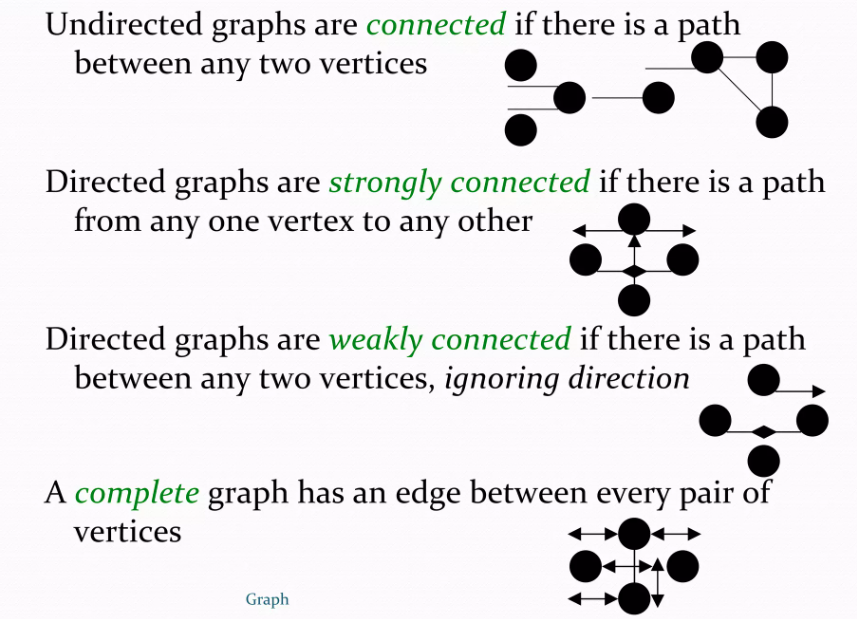 Undirected graphs are connected if there is a path
between any two vertices
Directed graphs are strongly connected if there is a path
from any one vertex to any other
Directed graphs are weakly connected if there is a path
between any two vertices, ignoring direction
A complete graph has an edge between every pair of
vertices
Graph